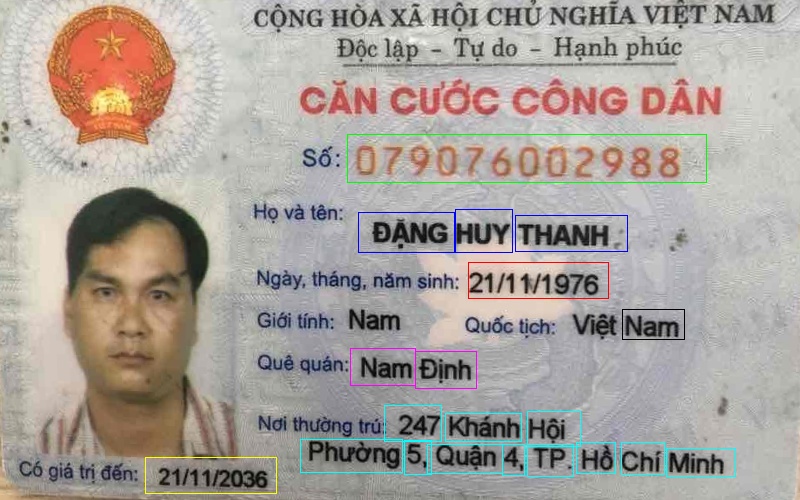 CỘNG HÒA XÃ HỘI CHỦ NGHĨA VIỆT NAM
Độc lập - Tự do - Hạnh phúc
CĂN CƯỚC CÔNG DÂN
Số: 079076002988
Họ và tên: ĐẶNG HUY THANH
Ngày, tháng, năm sinh: 21/11/1976
Giới tính: Nam Quốc tịch: Việt Nam
Quê quán: Nam Định
Nơi thường trú: 247 Khánh Hội
Phường 5, Quận 4, TP. Hồ Chí Minh
Có giá trị đến: 21/11/2036